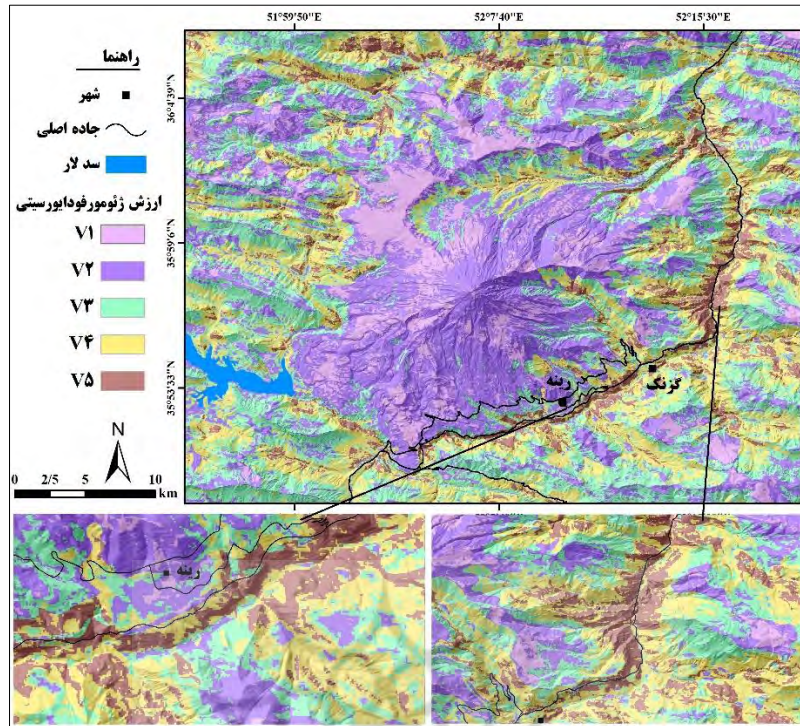 51°59'50"E 52°7'40"E 52°15'30"E
راهنما
شهر
جاده اصلی
سد لار
ارزش ژئومورفودایورسیتی
V۱
V۲
V۳
V۴
V۵
N
0 2/5 5 10
km
36°4'39"N
35°59'6"N
35°53'33"N
رینه
گزنک
رینه